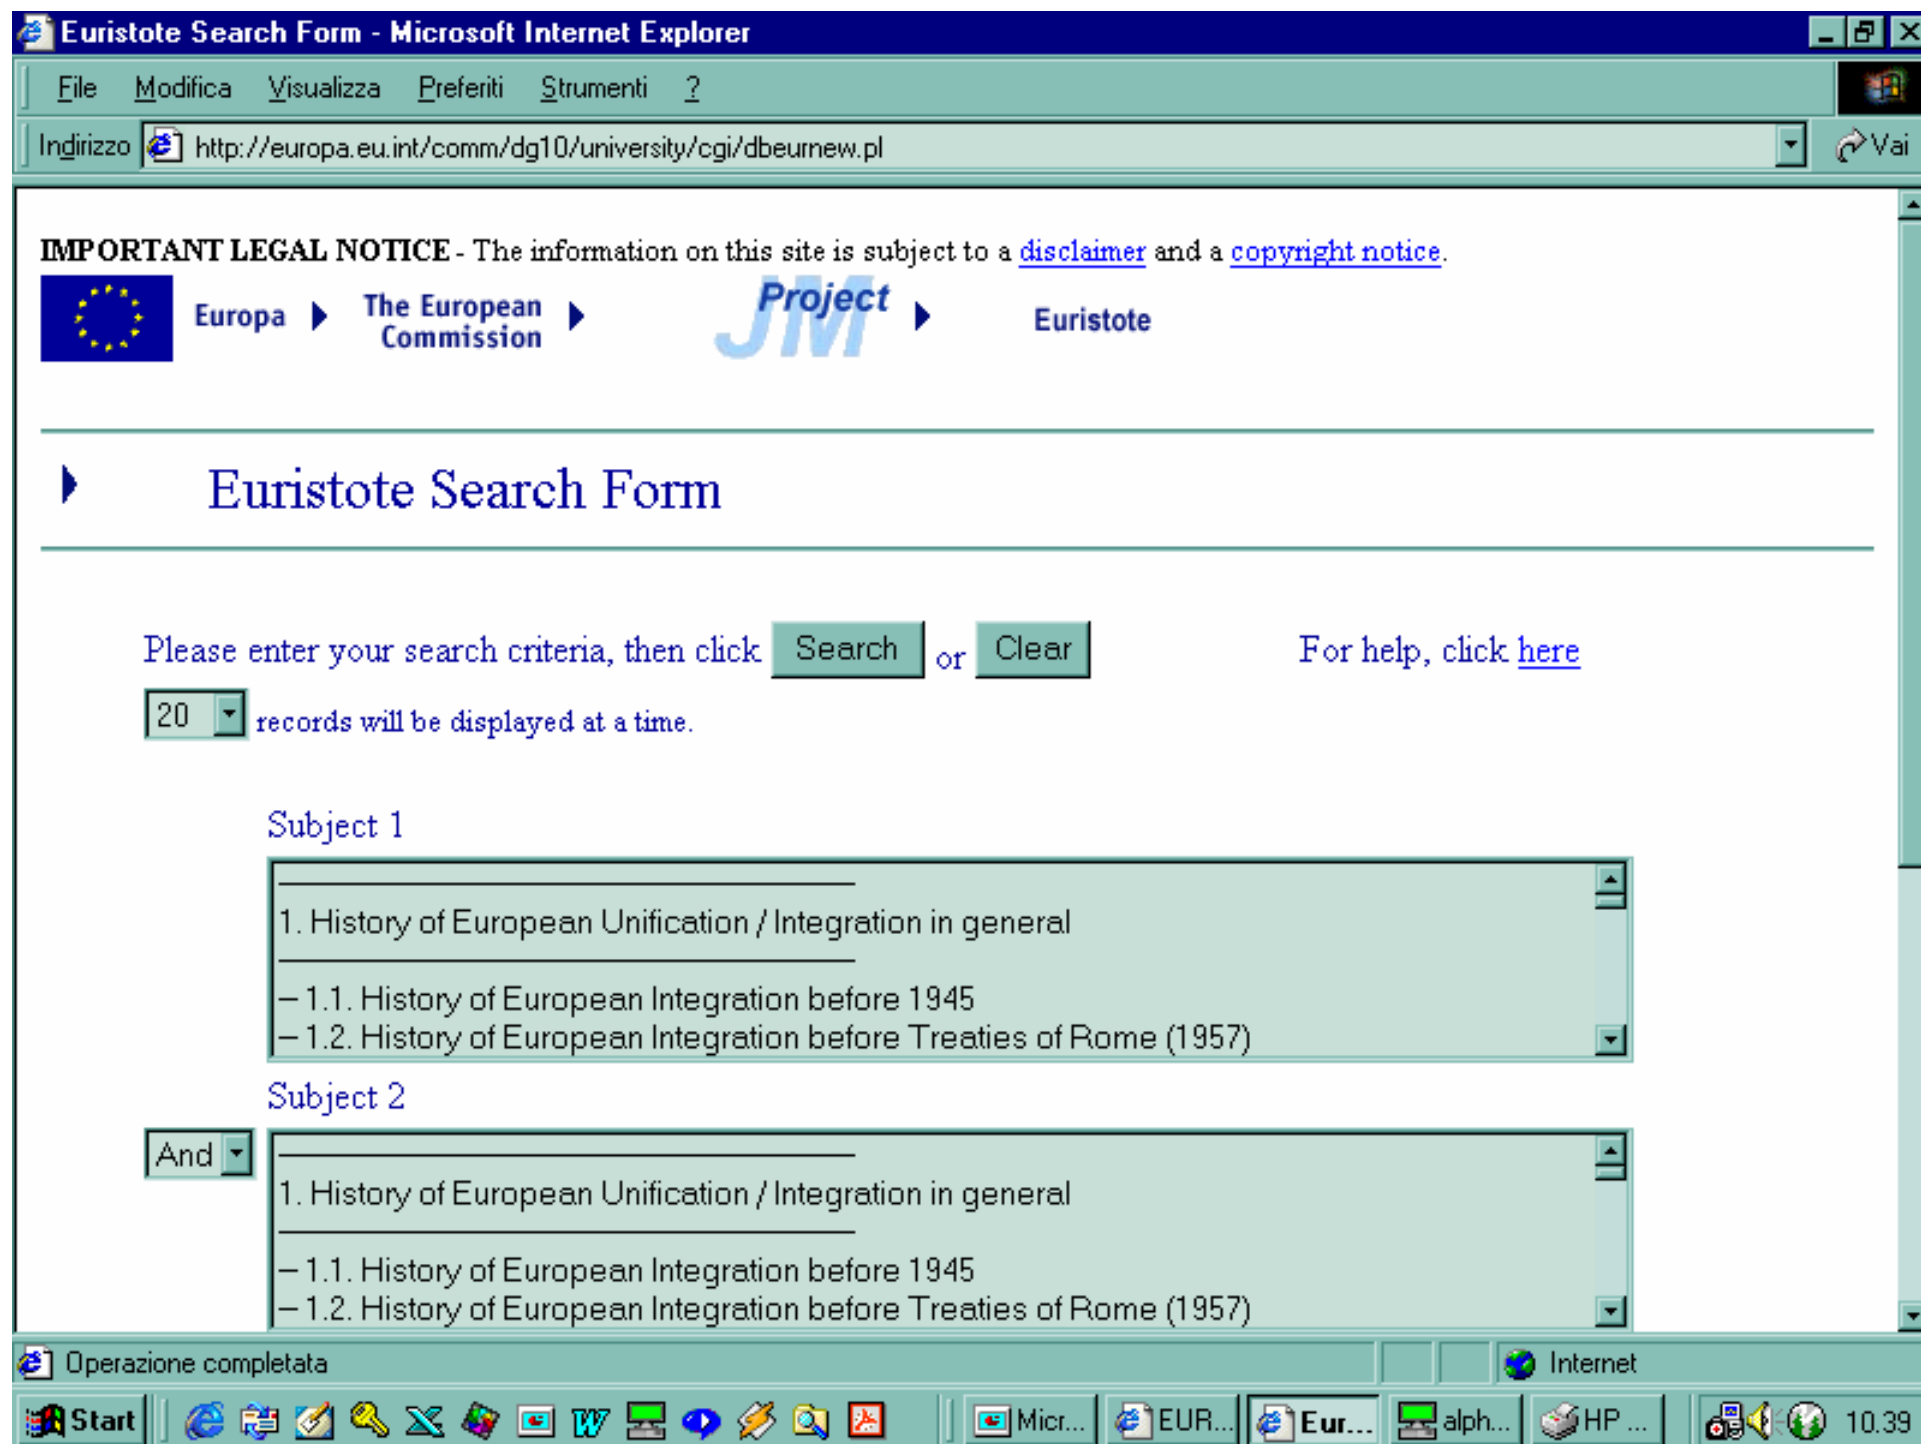 Euristote Search Form - Microsoft Internet Explorer
File Modifica Visualizza Preferiti Strumenti ?
Indirizzo http://europa.eu.int/comm/dg10/university/cgi/dbeurnew.pl Vai
IMPORTANT LEGAL NOTICE - The information on this site is subject to a disclaimer and a copyright notice.
Europa The European Commission JM Project Euristote
Euristote Search Form
Please enter your search criteria, then click Search or Clear For help, click here
20 records will be displayed at a time.
Subject 1
1. History of European Unification / Integration in general
– 1.1. History of European Integration before 1945
– 1.2. History of European Integration before Treaties of Rome (1957)
Subject 2
And
1. History of European Unification / Integration in general
– 1.1. History of European Integration before 1945
– 1.2. History of European Integration before Treaties of Rome (1957)
Operazione completata Internet
Start Micr... EUR... Eur... alph... HP ... 10.39